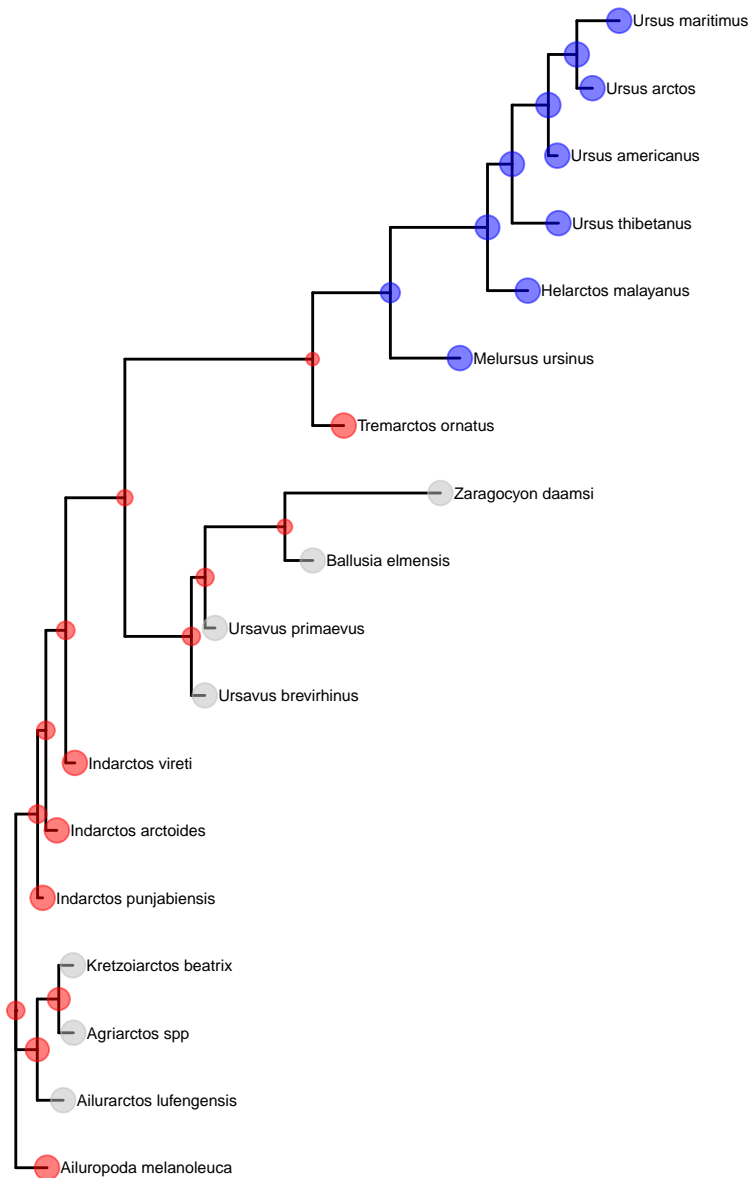 Ursus maritimus
Ursus arctos
Ursus americanus
Ursus thibetanus
Helarctos malayanus
Melursus ursinus
Tremarctos ornatus
Zaragocyon daamsi
Ballusia elmensis
Ursavus primaevus
Ursavus brevirhinus
Indarctos vireti
Indarctos arctoides
Indarctos punjabiensis
Kretzoiarctos beatrix
Agriarctos spp
Ailurarctos lufengensis
Ailuropoda melanoleuca